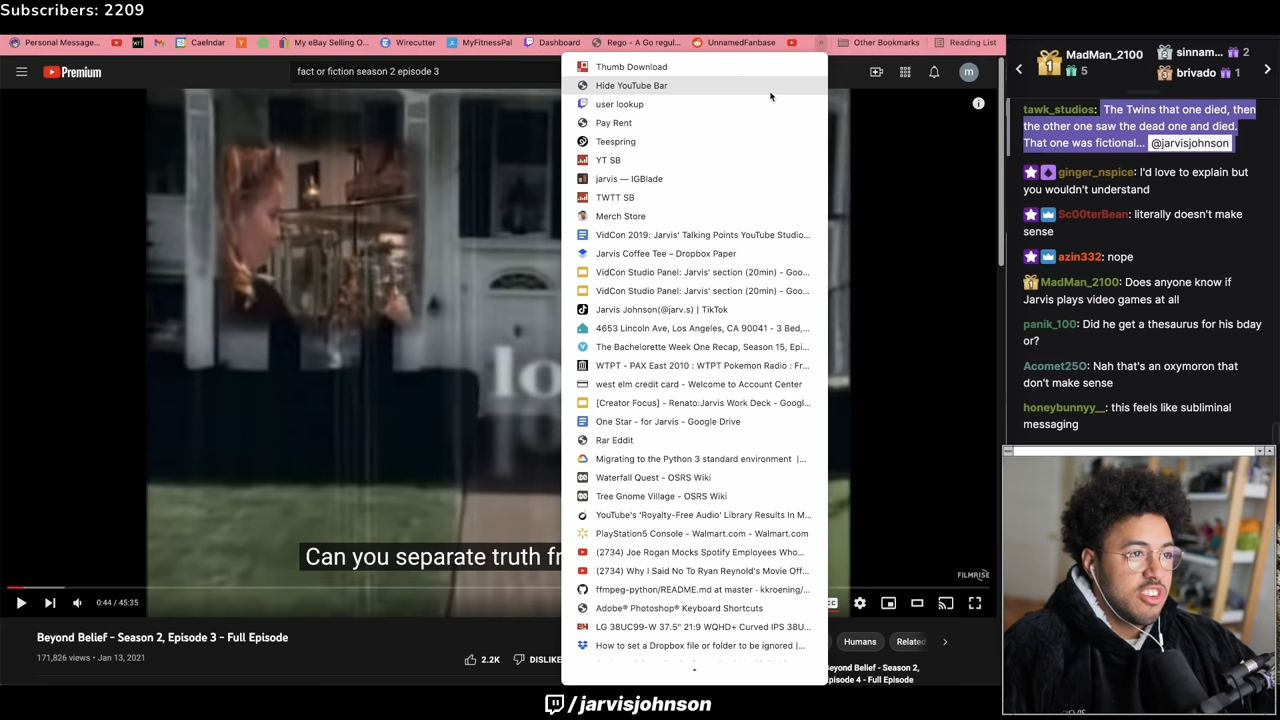 Subscribers: 2209
Personal Message...
Caelndar
My eBay Selling O...
Wirecutter
MyFitnessPal
Dashboard
Rego - A Go regul...
UnnamedFanbase
»
Other Bookmarks
Reading List
Premium
fact or fiction season 2 episode 3
m
Thumb Download
Hide YouTube Bar
user lookup
Pay Rent
Teespring
YT SB
jarvis — IGBlade
TWTT SB
Merch Store
VidCon 2019: Jarvis' Talking Points YouTube Studio...
Jarvis Coffee Tee – Dropbox Paper
VidCon Studio Panel: Jarvis' section (20min) - Goo...
VidCon Studio Panel: Jarvis' section (20min) - Goo...
Jarvis Johnson(@jarv.s) | TikTok
4653 Lincoln Ave, Los Angeles, CA 90041 - 3 Bed,...
The Bachelorette Week One Recap, Season 15, Epi...
WTPT - PAX East 2010 : WTPT Pokemon Radio : Fr...
west elm credit card - Welcome to Account Center
[Creator Focus] - Renato:Jarvis Work Deck - Googl...
One Star - for Jarvis - Google Drive
Rar Eddit
Migrating to the Python 3 standard environment |...
Waterfall Quest - OSRS Wiki
Tree Gnome Village - OSRS Wiki
YouTube's 'Royalty-Free Audio' Library Results In M...
PlayStation5 Console - Walmart.com - Walmart.com
(2734) Joe Rogan Mocks Spotify Employees Who...
(2734) Why I Said No To Ryan Reynold's Movie Off...
ffmpeg-python/README.md at master · kkroening/...
Adobe® Photoshop® Keyboard Shortcuts
LG 38UC99-W 37.5" 21:9 WQHD+ Curved IPS 38U...
How to set a Dropbox file or folder to be ignored |...
lo
Can you separate truth fr
FILMRISE
0:44 / 45:35
Beyond Belief - Season 2, Episode 3 - Full Episode
171,826 views • Jan 13, 2021
2.2K
DISLIKE
Humans
Related
Beyond Belief - Season 2,
Episode 4 - Full Episode
MadMan_2100
5
sinnam... 2
brivado 1
tawk_studios: The Twins that one died, then
the other one saw the dead one and died.
That one was fictional... @jarvisjohnson
ginger_nspice: I'd love to explain but
you wouldn't understand
Sc00terBean: literally doesn't make
sense
azin332: nope
MadMan_2100: Does anyone know if
Jarvis plays video games at all
panik_100: Did he get a thesaurus for his bday
or?
Acomet25O: Nah that's an oxymoron that
don't make sense
honeybunnyy__: this feels like subliminal
messaging
/jarvisjohnson